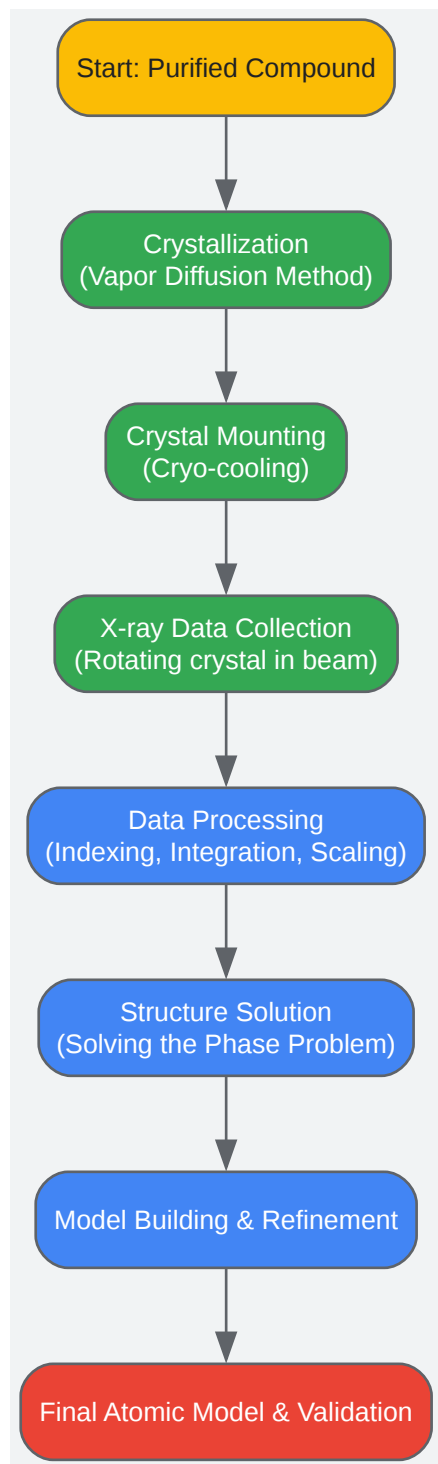 Start: Purified Compound
Crystallization
(Vapor Diffusion Method)
Crystal Mounting
(Cryo-cooling)
X-ray Data Collection
(Rotating crystal in beam)
Data Processing
(Indexing, Integration, Scaling)
Structure Solution
(Solving the Phase Problem)
Model Building & Refinement
Final Atomic Model & Validation